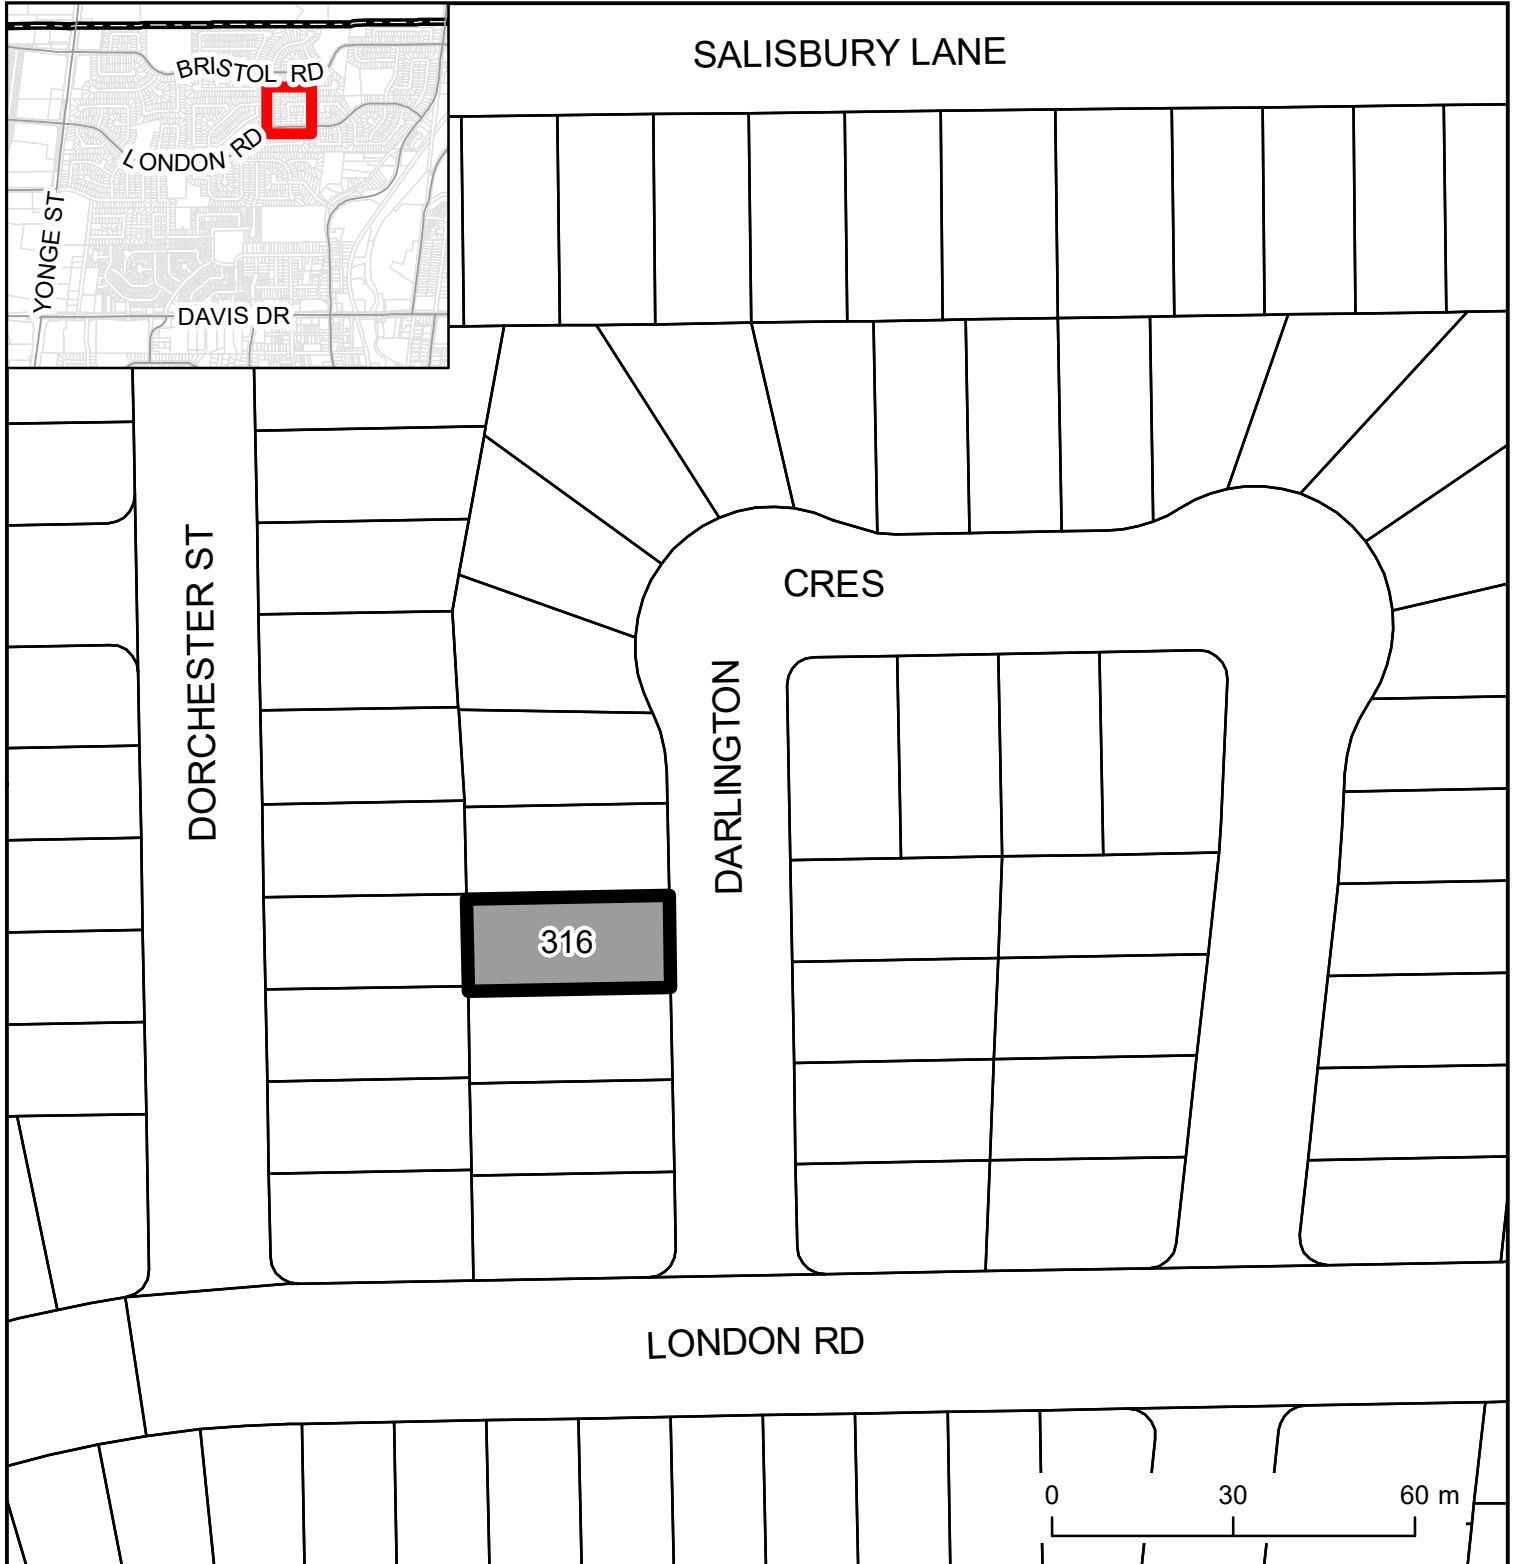 SALISBURY LANE
BRISTOL RD
LONDON RD
YONGE ST
DAVIS DR
DORCHESTER ST
CRES
DARLINGTON
316
LONDON RD
0 30 60 m